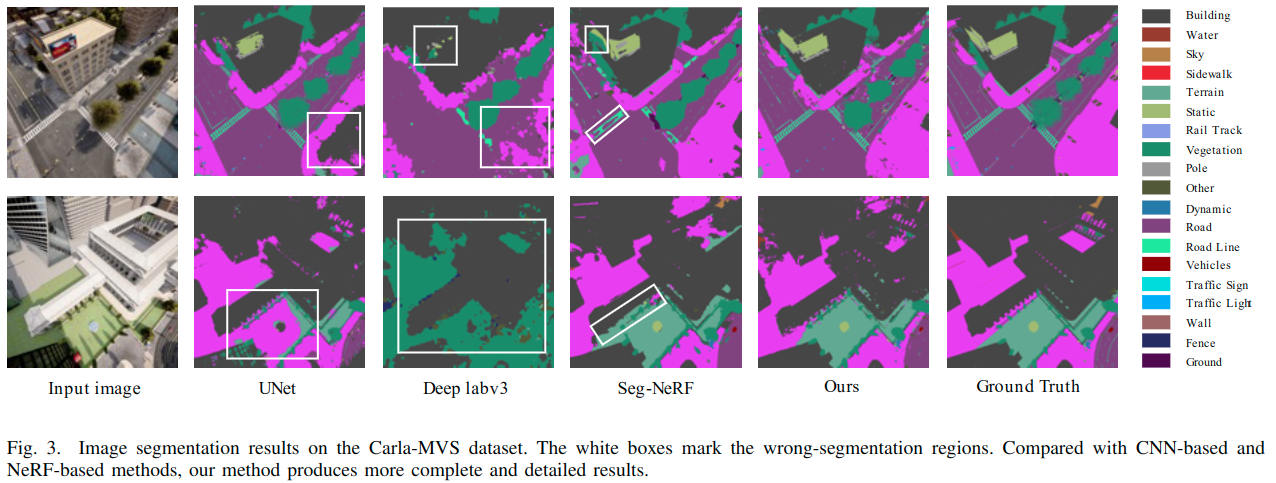 Building
Water
Sky
Sidewalk
Terrain
Static
Rail Track
Vegetation
Pole
Other
Dynamic
Road
Road Line
Vehicles
Traffic Sign
Traffic Light
Wall
Fence
Ground
Input image
UNet
Deep labv3
Seg-NeRF
Ours
Ground Truth
Fig. 3. Image segmentation results on the Carla-MVS dataset. The white boxes mark the wrong-segmentation regions. Compared with CNN-based and
NeRF-based methods, our method produces more complete and detailed results.